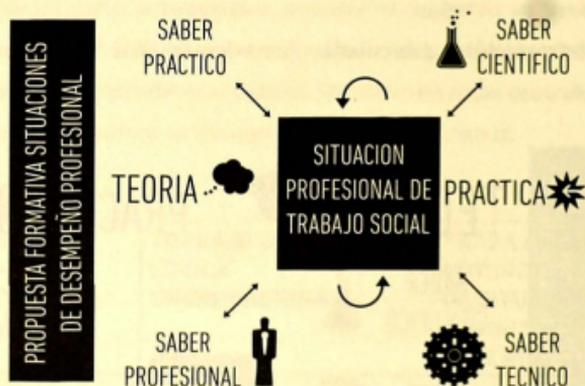 PROPUESTA FORMATIVA SITUACIONES
DE DESEMPEÑO PROFESIONAL
SABER
PRACTICO
SABER
CIENTIFICO
TEORIA
SITUACION
PROFESIONAL DE
TRABAJO SOCIAL
PRACTICA
SABER
PROFESIONAL
SABER
TECNICO